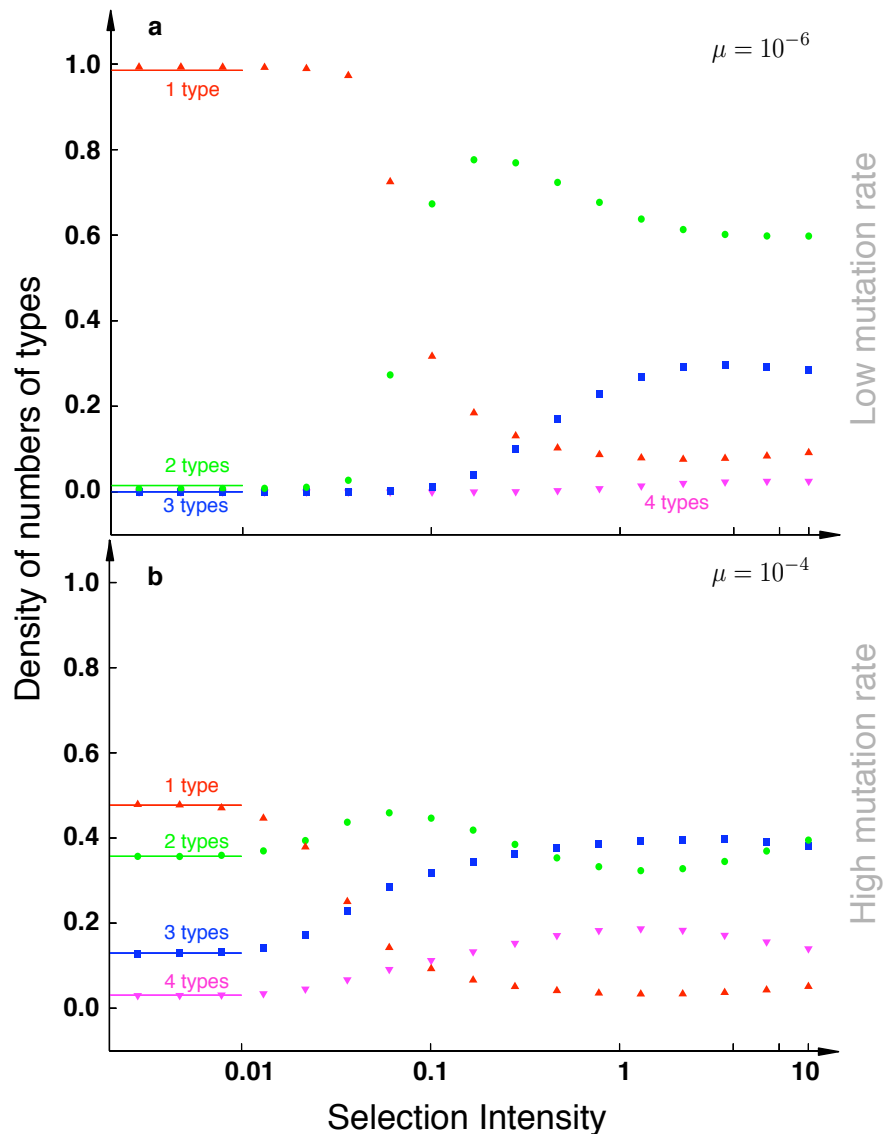 Density of numbers of types
a
μ = 10⁻⁶
1.0
1 type
0.8
0.6
0.4
0.2
2 types
0.0
3 types
4 types
Low mutation rate
b
μ = 10⁻⁴
1.0
0.8
0.6
1 type
0.4
2 types
0.2
3 types
4 types
0.0
High mutation rate
0.01
0.1
1
10
Selection Intensity